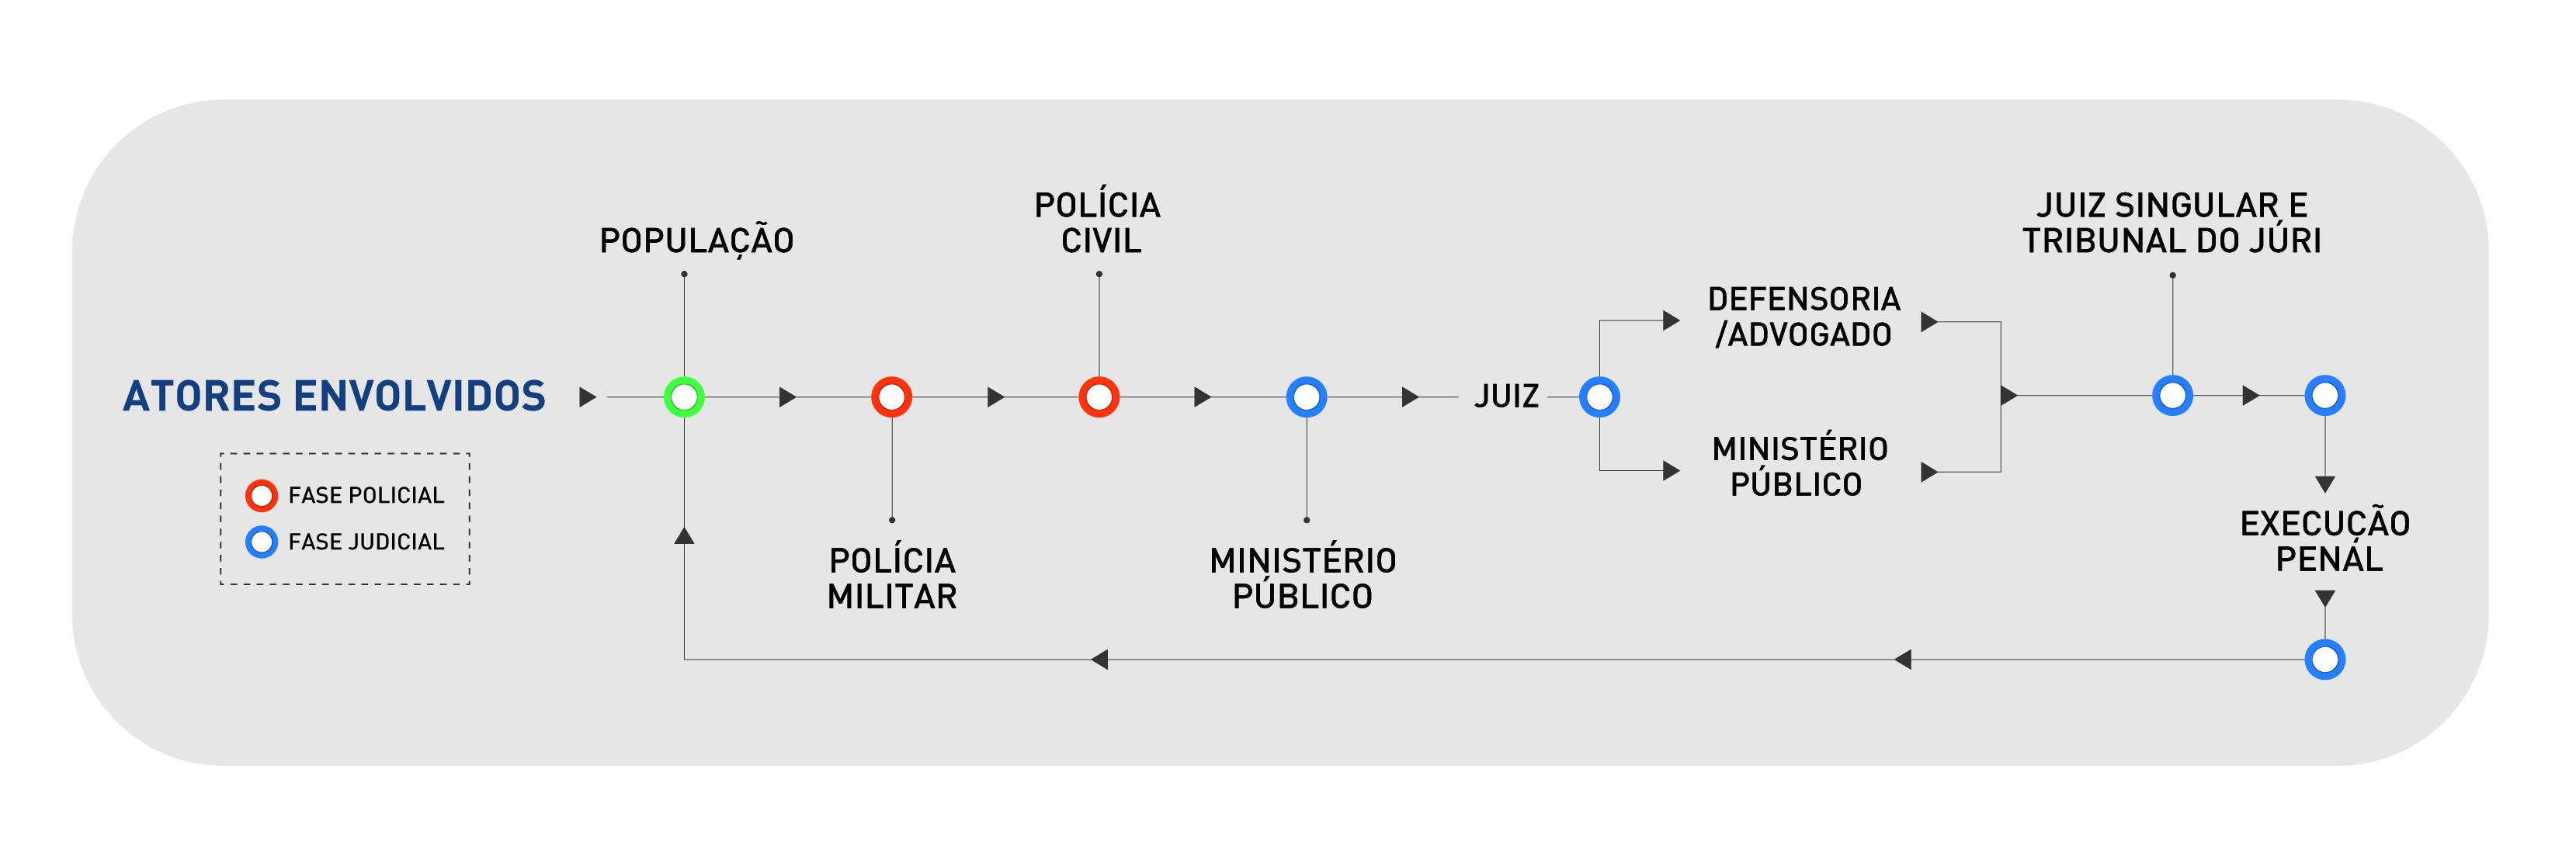 ATORES ENVOLVIDOS
FASE POLICIAL
FASE JUDICIAL
POPULAÇÃO
POLÍCIA
MILITAR
POLÍCIA
CIVIL
MINISTÉRIO
PÚBLICO
JUIZ
DEFENSORIA
/ADVOGADO
MINISTÉRIO
PÚBLICO
JUIZ SINGULAR E
TRIBUNAL DO JÚRI
EXECUÇÃO
PENAL